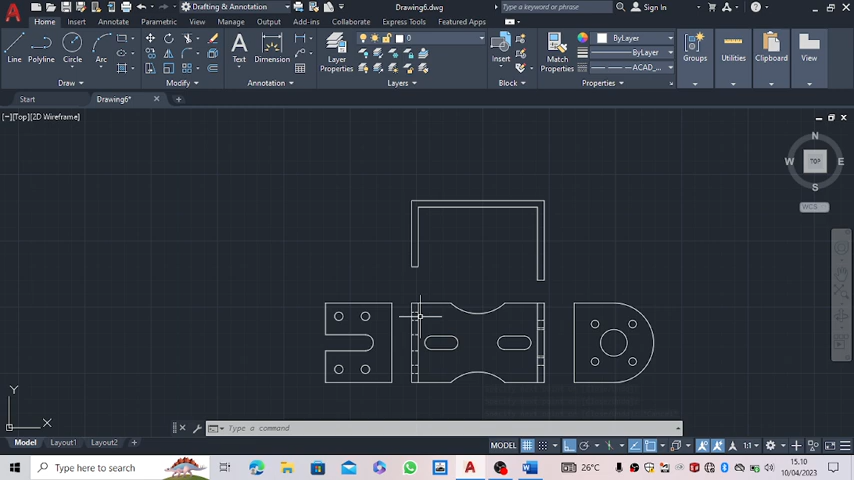 Drafting & Annotation
Drawing6.dwg
Type a keyword or phrase
Sign In
Home
Insert
Annotate
Parametric
View
Manage
Output
Add-ins
Collaborate
Express Tools
Featured Apps
Line
Polyline
Circle
Arc
Text
Dimension
Layer
Properties
0
Insert
Match
Properties
ByLayer
ByLayer
ACAD_...
Groups
Utilities
Clipboard
View
Draw
Modify
Annotation
Layers
Block
Properties
Start
Drawing6*
[−][Top][2D Wireframe]
N
W
TOP
E
S
WCS
Y
X
Type a command
Model
Layout1
Layout2
MODEL
1:1
Type here to search
26°C
15.10
10/04/2023